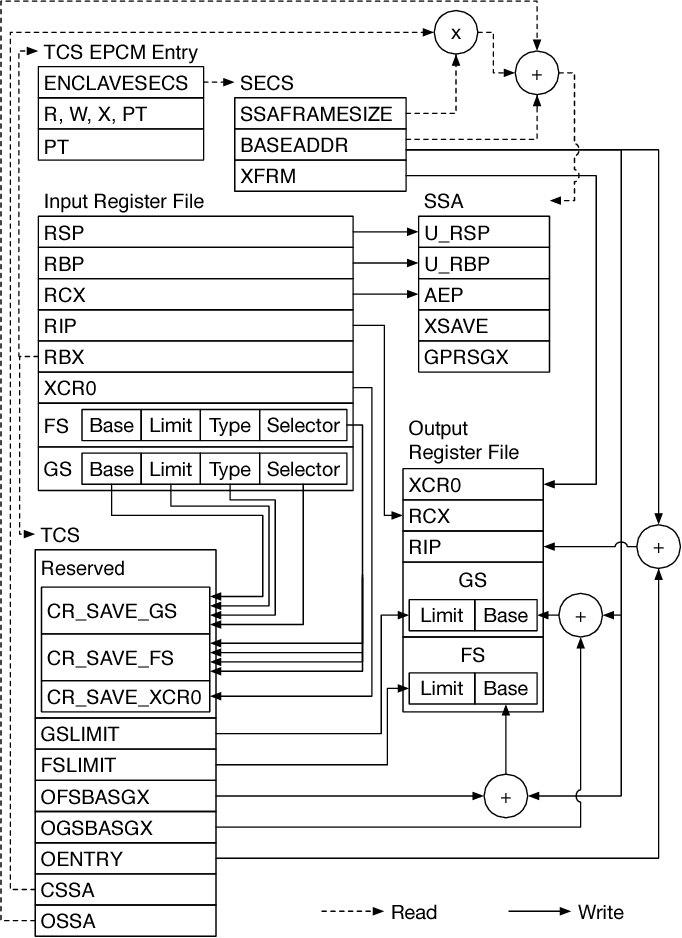 x
TCS EPCM Entry
+
ENCLAVESECS
SECS
R, W, X, PT
SSAFRAMESIZE
PT
BASEADDR
XFRM
Input Register File
SSA
RSP
U_RSP
RBP
U_RBP
RCX
AEP
RIP
XSAVE
RBX
GPRSGX
XCR0
FS Base Limit Type Selector
Output
Register File
GS Base Limit Type Selector
XCR0
RCX
TCS
RIP
+
Reserved
GS
CR_SAVE_GS
Limit Base
+
CR_SAVE_FS
FS
Limit Base
CR_SAVE_XCR0
GSLIMIT
FSLIMIT
OFSBASGX
+
OGSBASGX
OENTRY
CSSA
Read
Write
OSSA